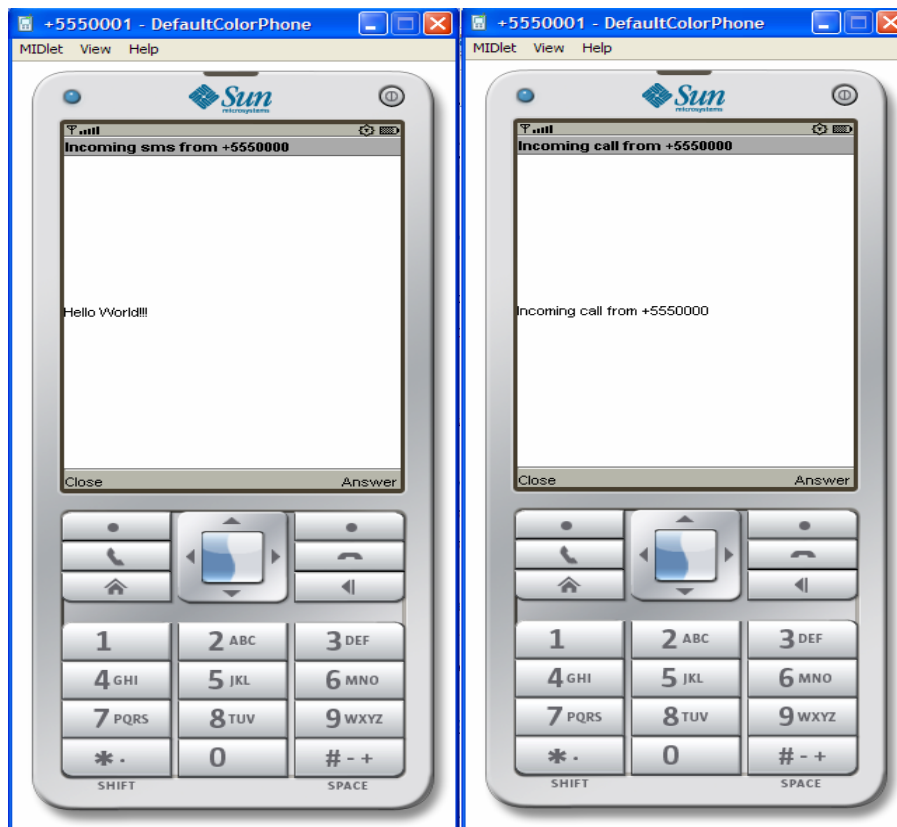 +5550001 - DefaultColorPhone
MIDlet View Help
Sun
microsystems
Incoming sms from +5550000
Hello World!!!
Close Answer
1 2 ABC 3 DEF
4 GHI 5 JKL 6 MNO
7 PQRS 8 TUV 9 WXYZ
* . 0 # - +
SHIFT SPACE
+5550001 - DefaultColorPhone
MIDlet View Help
Sun
microsystems
Incoming call from +5550000
Incoming call from +5550000
Close Answer
1 2 ABC 3 DEF
4 GHI 5 JKL 6 MNO
7 PQRS 8 TUV 9 WXYZ
* . 0 # - +
SHIFT SPACE